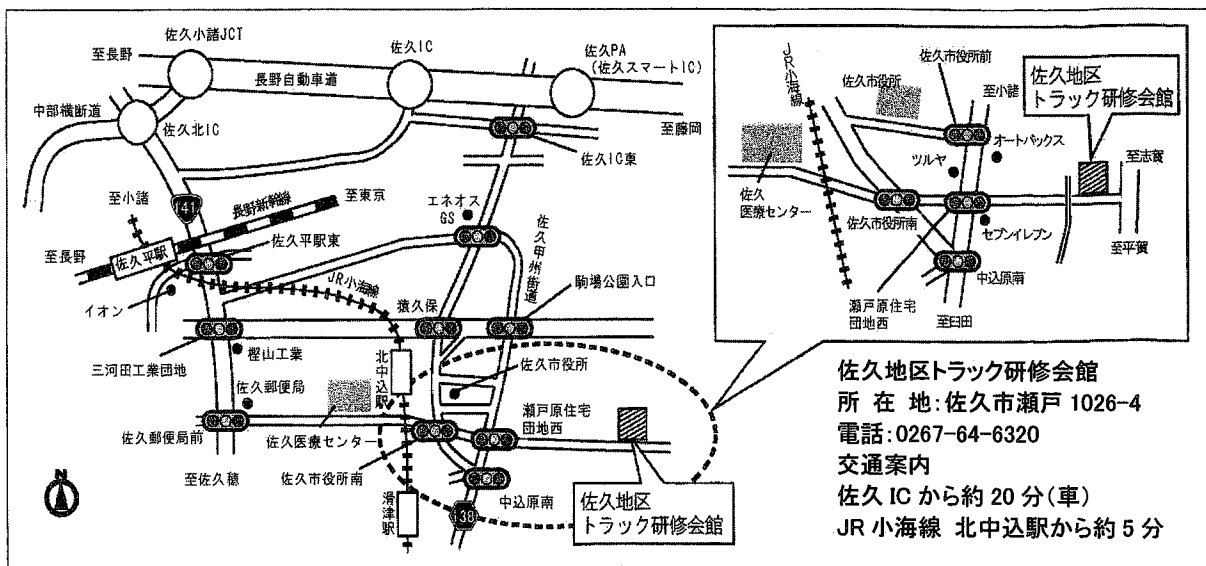 佐久小諸JCT
至長野
佐久IC
佐久PA
(佐久スマートIC)
長野自動車道
中部横断道
佐久北IC
至藤岡
佐久IC東
至小諸
141
長野新幹線
至東京
エネオス
GS
佐久甲州街道
佐久平駅
佐久平駅東
至長野
JR小海線
イオン
猿久保
駒場公園入口
三河田工業団地
樫山工業
北中込駅
佐久市役所
佐久郵便局
瀬戸原住宅
団地西
佐久郵便局前
佐久医療センター
至佐久穂
佐久市役所南
中込原南
滑津駅
138
N
佐久地区
トラック研修会館
JR小海線
佐久市役所前
佐久市役所
至小諸
佐久地区
トラック研修会館
オートバックス
ツルヤ
至志賀
佐久
医療センター
佐久市役所南
セブンイレブン
至平賀
中込原南
瀬戸原住宅
団地西
至臼田
佐久地区トラック研修会館
所 在 地:佐久市瀬戸 1026-4
電話:0267-64-6320
交通案内
佐久 IC から約 20 分(車)
JR 小海線 北中込駅から約 5 分